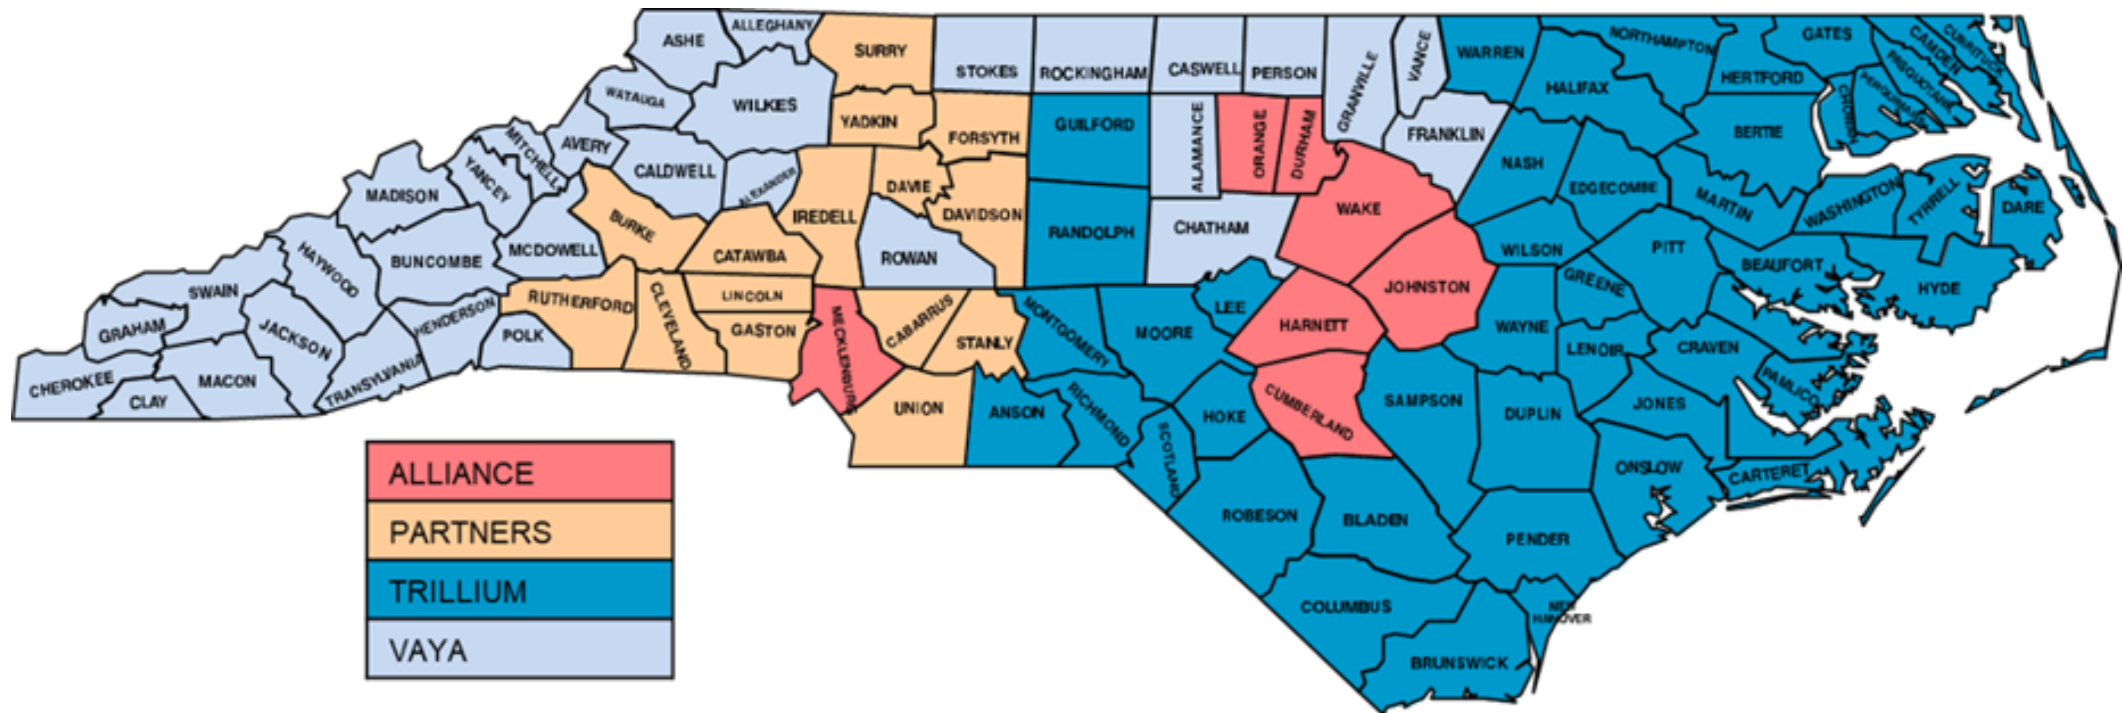 ALLEGHANY
ASHE
SURRY
STOKES
ROCKINGHAM
CASWELL
PERSON
GRANVILLE
VANCE
WARREN
NORTHAMPTON
GATES
CAMDEN
CURRITUCK
PASQUOTANK
PERQUIMANS
CHOWAN
HERTFORD
HALIFAX
BERTIE
WATAUGA
WILKES
YADKIN
FORSYTH
GUILFORD
ALAMANCE
ORANGE
DURHAM
FRANKLIN
NASH
EDGECOMBE
MARTIN
WASHINGTON
TYRRELL
DARE
MITCHELL
AVERY
YANCEY
CALDWELL
ALEXANDER
IREDELL
DAVIE
DAVIDSON
RANDOLPH
CHATHAM
WAKE
MADISON
BURKE
CATAWBA
ROWAN
WILSON
PITT
BEAUFORT
HYDE
HAYWOOD
BUNCOMBE
MCDOWELL
SWAIN
RUTHERFORD
CLEVELAND
LINCOLN
GASTON
MECKLENBURG
CABARRUS
STANLY
MONTGOMERY
MOORE
LEE
HARNETT
JOHNSTON
GREENE
WAYNE
LENOIR
CRAVEN
PAMLICO
GRAHAM
JACKSON
HENDERSON
POLK
CHEROKEE
CLAY
MACON
TRANSYLVANIA
UNION
ANSON
RICHMOND
SCOTLAND
HOKE
CUMBERLAND
SAMPSON
DUPLIN
JONES
ONSLOW
CARTERET
ROBESON
BLADEN
PENDER
COLUMBUS
NEW
HANOVER
BRUNSWICK
ALLIANCE
PARTNERS
TRILLIUM
VAYA